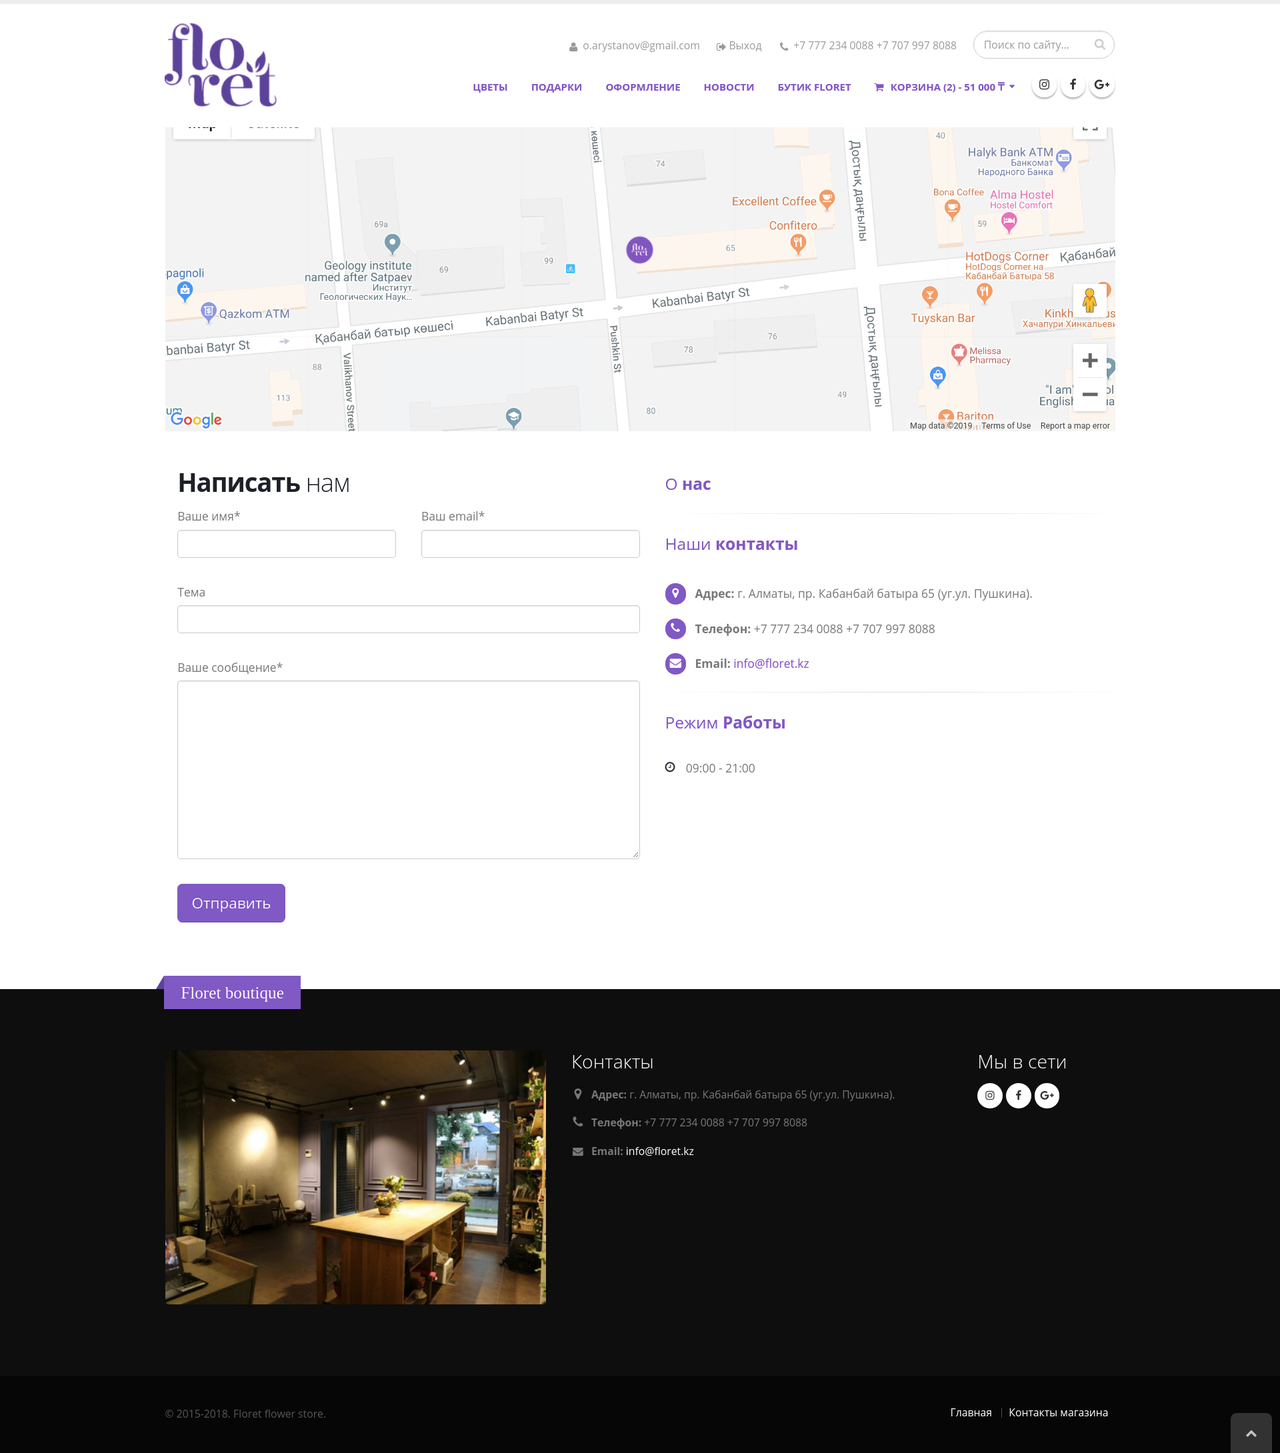 floret
o.arystanov@gmail.com Выход +7 777 234 0088 +7 707 997 8088 Поиск по сайту...
ЦВЕТЫ ПОДАРКИ ОФОРМЛЕНИЕ НОВОСТИ БУТИК FLORET КОРЗИНА (2) - 51 000 ₸ G+
көшесі
74
40
Достық даңғылы
Halyk Bank ATM
Банкомат
Народного Банка
Excellent Coffee
Bona Coffee
Alma Hostel
Hostel Comfort
69a
Confitero
59
floret
65
Geology institute
named after Satpaev
Институт
Геологических Наук...
69
99
HotDogs Corner
HotDogs Corner на
Кабанбай Батыра 58
Қабанбай
pagnoli
Qazkom ATM
Kabanbai Batyr St
Kabanbai Batyr St
Қабанбай батыр көшесі
banbai Batyr St
Tuyskan Bar
Kinkh
us
Хачапури Хинкальеви
Pushkin St
Достық даңғылы
76
78
Melissa
Pharmacy
88
Valikhanov Street
113
49
"I am"
ol
English
ua
um
80
Bariton
Google
Map data ©2019 Terms of Use Report a map error
Написать нам
Ваше имя* Ваш email*
Тема
Ваше сообщение*
Отправить
О нас
Наши контакты
Адрес: г. Алматы, пр. Кабанбай батыра 65 (уг.ул. Пушкина).
Телефон: +7 777 234 0088 +7 707 997 8088
Email: info@floret.kz
Режим Работы
09:00 - 21:00
Floret boutique
Контакты
Адрес: г. Алматы, пр. Кабанбай батыра 65 (уг.ул. Пушкина).
Телефон: +7 777 234 0088 +7 707 997 8088
Email: info@floret.kz
Мы в сети
G+
© 2015-2018. Floret flower store.
Главная Контакты магазина